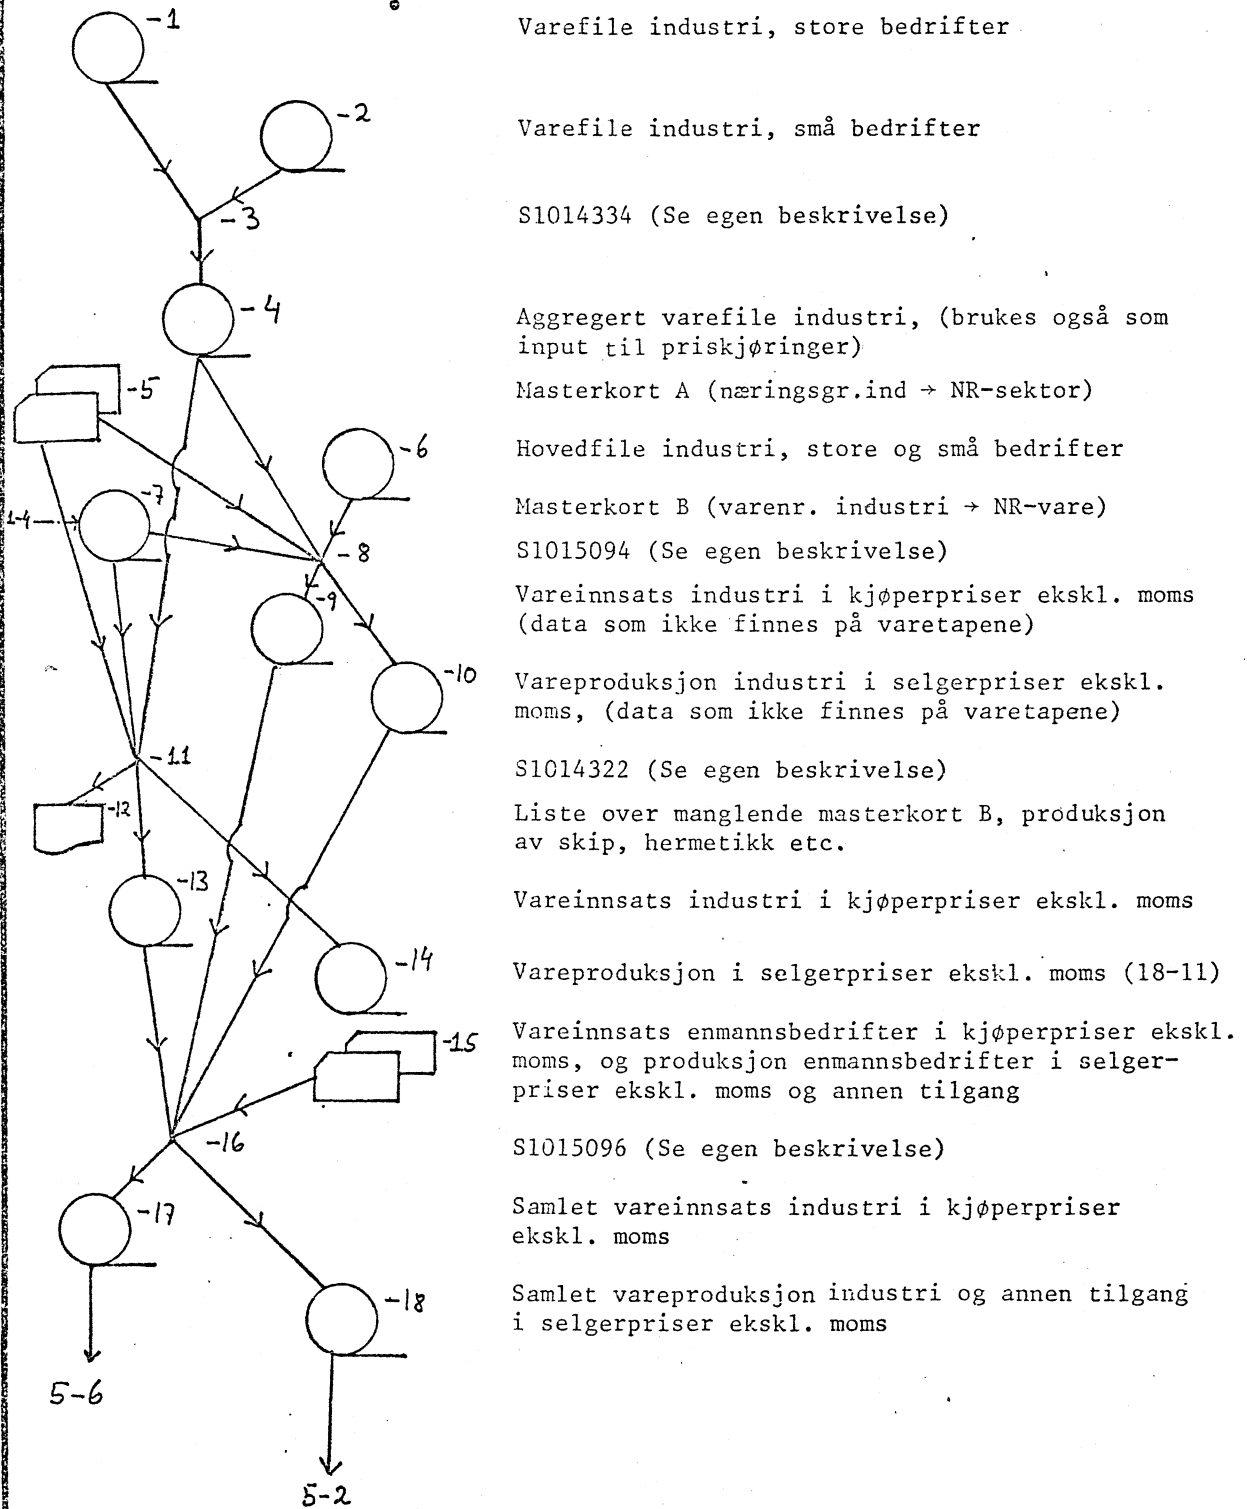 -1
Varefile industri, store bedrifter
-2
Varefile industri, små bedrifter
-3
S1014334 (Se egen beskrivelse)
-4
Aggregert varefile industri, (brukes også som
input til priskjøringer)
-5
Masterkort A (næringsgr.ind → NR-sektor)
-6
Hovedfile industri, store og små bedrifter
-7
1-4
Masterkort B (varenr. industri → NR-vare)
-8
S1015094 (Se egen beskrivelse)
-9
Vareinnsats industri i kjøperpriser ekskl. moms
(data som ikke finnes på varetapene)
-10
Vareproduksjon industri i selgerpriser ekskl.
moms, (data som ikke finnes på varetapene)
-11
S1014322 (Se egen beskrivelse)
-12
Liste over manglende masterkort B, produksjon
av skip, hermetikk etc.
-13
Vareinnsats industri i kjøperpriser ekskl. moms
-14
Vareproduksjon i selgerpriser ekskl. moms (18-11)
-15
Vareinnsats enmannsbedrifter i kjøperpriser ekskl.
moms, og produksjon enmannsbedrifter i selger-
priser ekskl. moms og annen tilgang
-16
S1015096 (Se egen beskrivelse)
-17
Samlet vareinnsats industri i kjøperpriser
ekskl. moms
-18
Samlet vareproduksjon industri og annen tilgang
i selgerpriser ekskl. moms
5-6
5-2